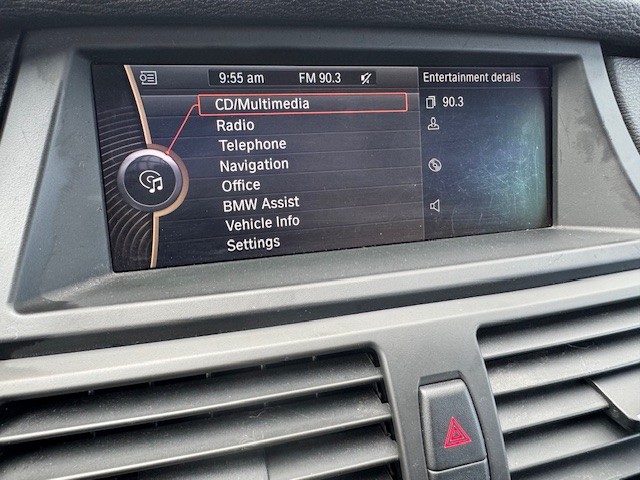 9:55 am FM 90.3 Entertainment details
CD/Multimedia 90.3
Radio
Telephone
Navigation
Office
BMW Assist
Vehicle Info
Settings